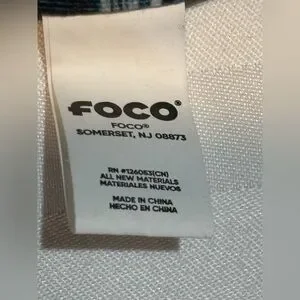 FOCO®
FOCO®
SOMERSET, NJ 08873
RN #126053(CN)
ALL NEW MATERIALS
MATERIALES NUEVOS
MADE IN CHINA
HECHO EN CHINA